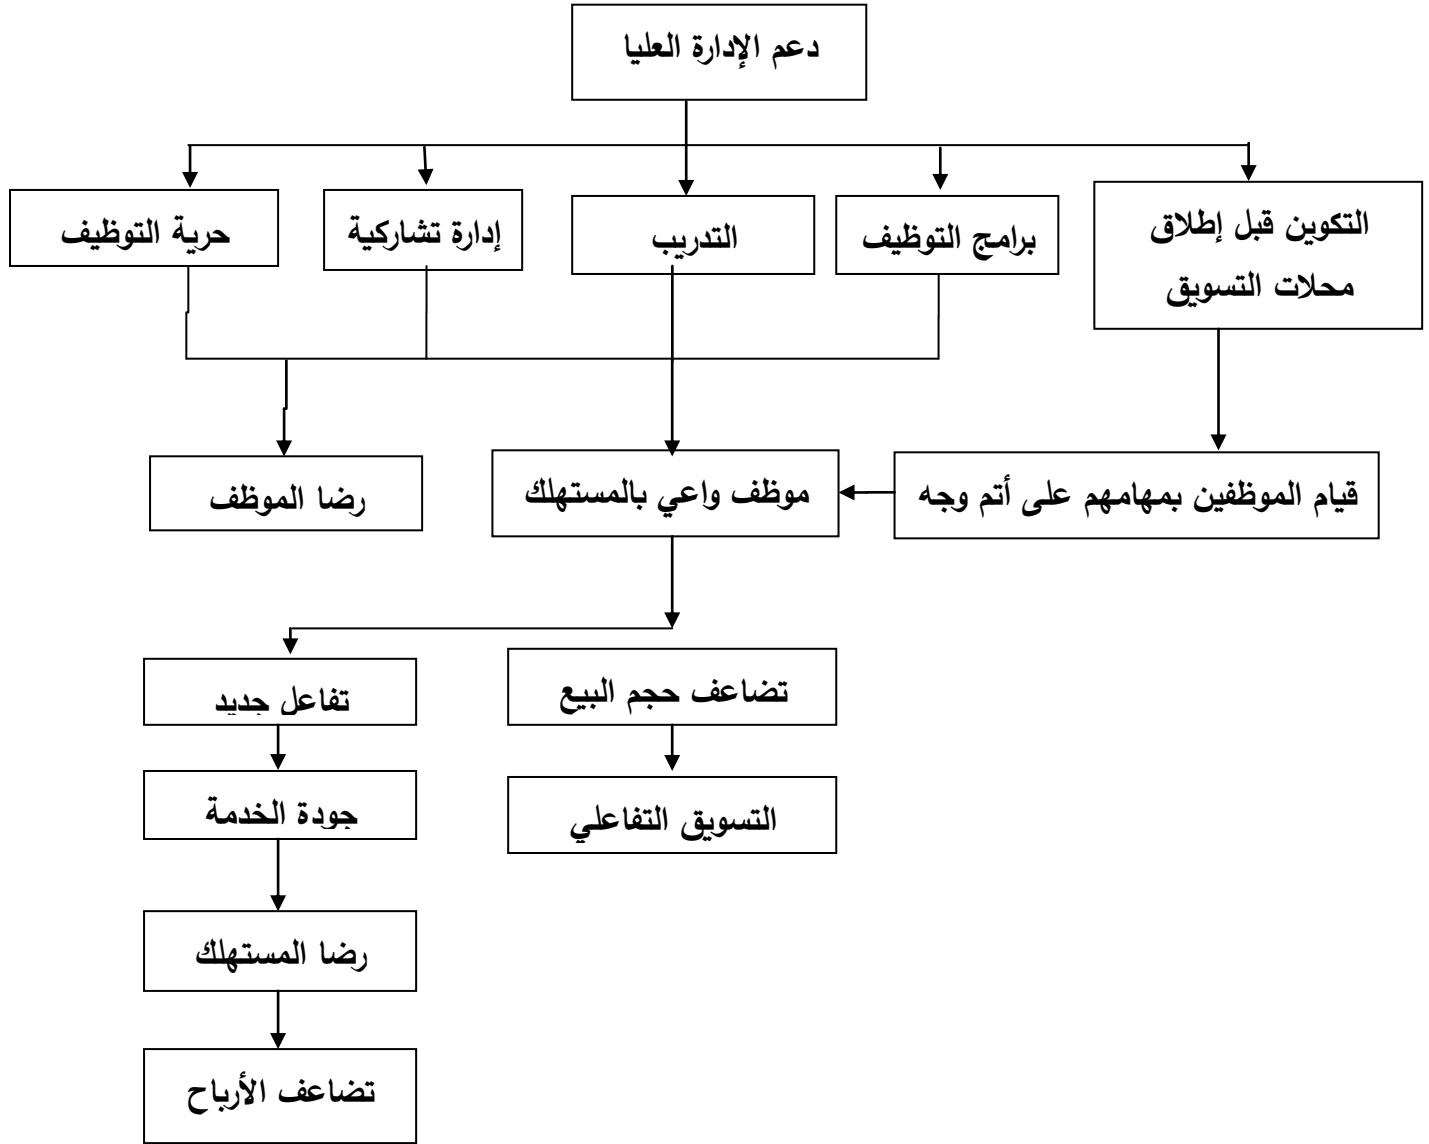 دعم الإدارة العليا
التكوين قبل إطلاق
محلات التسويق
برامج التوظيف
التدريب
إدارة تشاركية
حرية التوظيف
قيام الموظفين بمهامهم على أتم وجه
موظف واعي بالمستهلك
رضا الموظف
تضاعف حجم البيع
تفاعل جديد
التسويق التفاعلي
جودة الخدمة
رضا المستهلك
تضاعف الأرباح